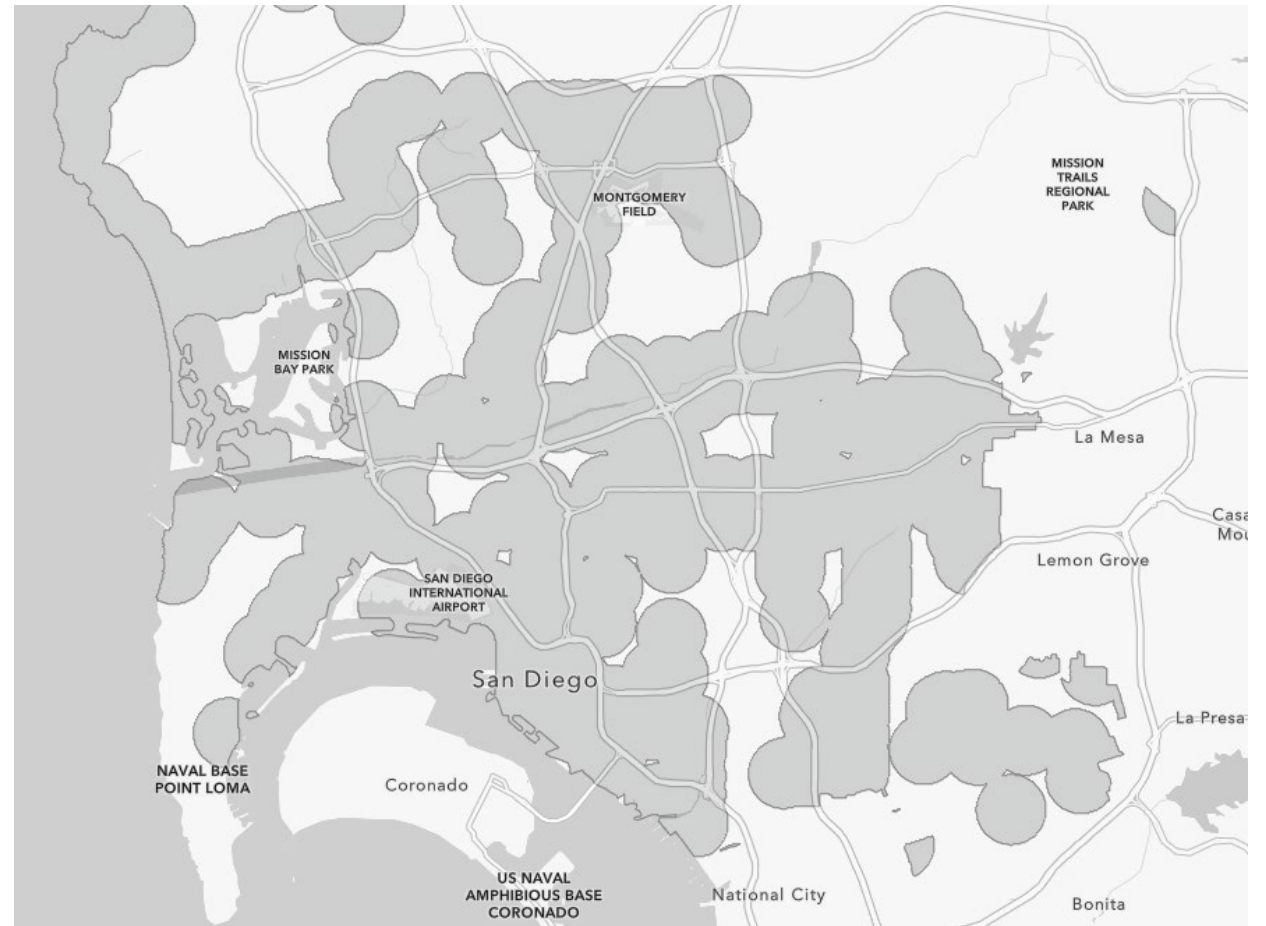 MISSION
TRAILS
REGIONAL
PARK
MONTGOMERY
FIELD
MISSION
BAY PARK
La Mesa
Casa
Lemon Grove
SAN DIEGO
INTERNATIONAL
AIRPORT
San Diego
La Presa
NAVAL BASE
POINT LOMA
Coronado
US NAVAL
AMPHIBIOUS BASE
CORONADO
National City
Bonita